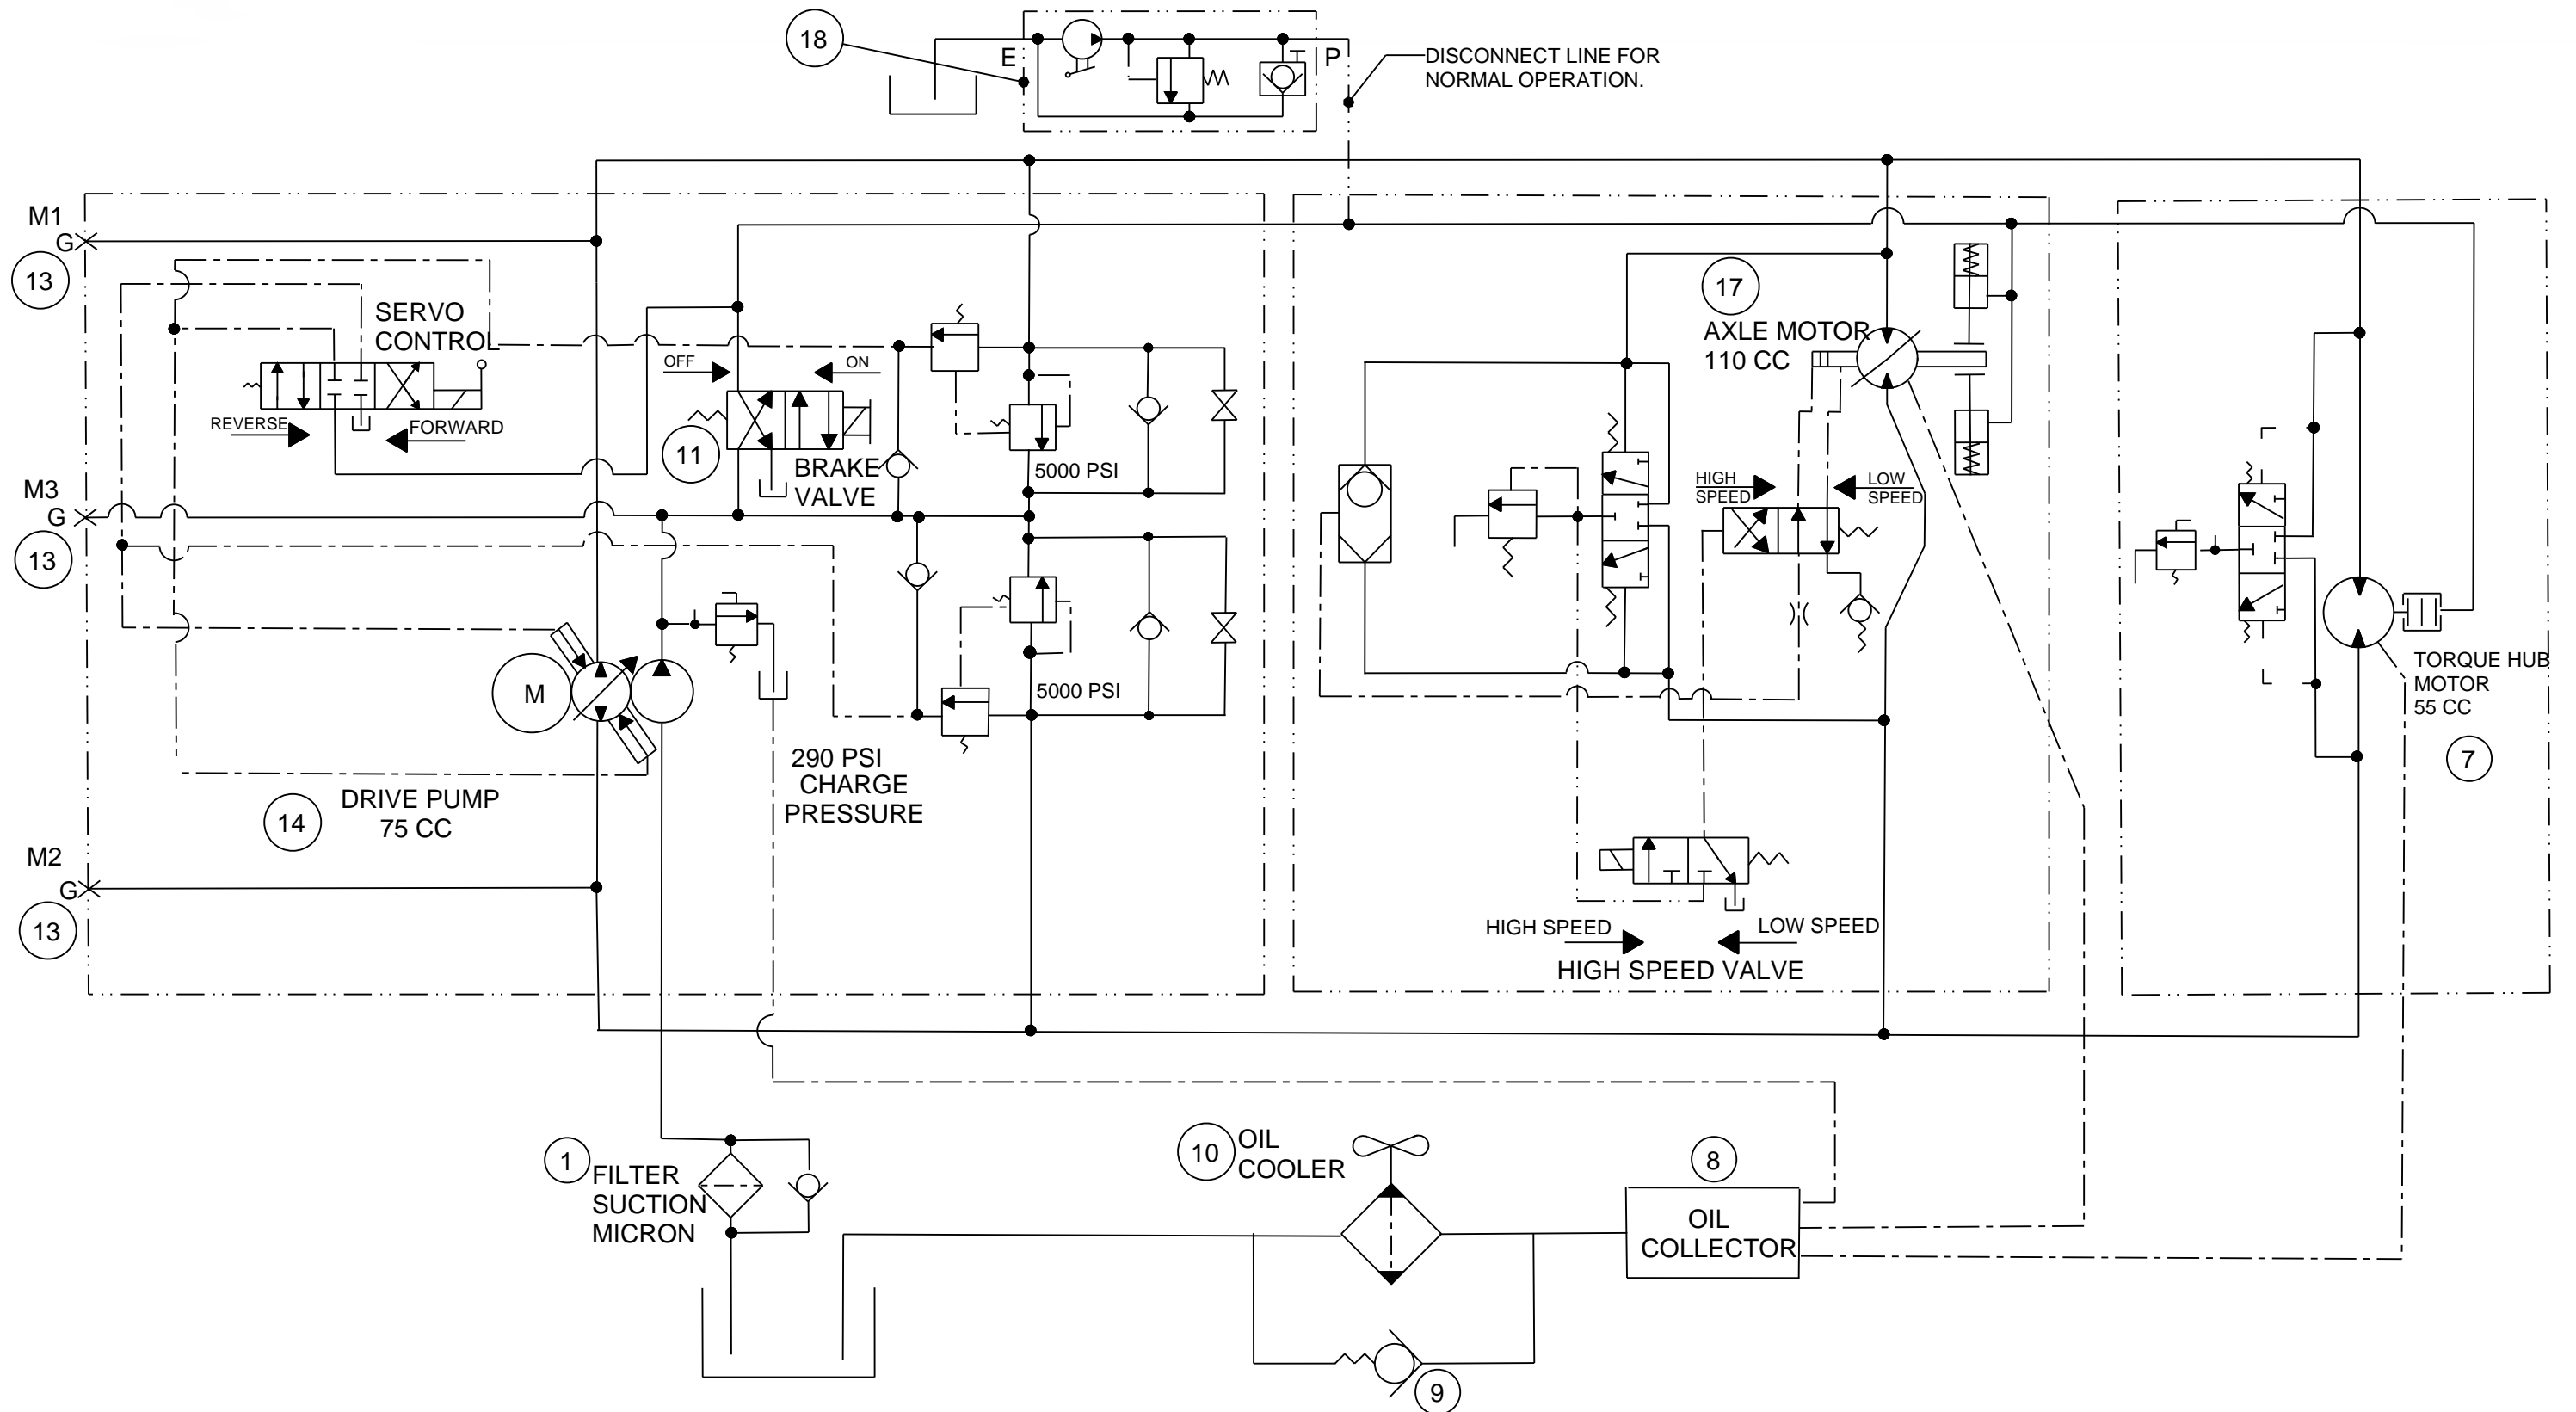 18
E
P
DISCONNECT LINE FOR
NORMAL OPERATION.
M1
G
13
SERVO
CONTROL
REVERSE
FORWARD
OFF
ON
11
BRAKE
VALVE
5000 PSI
17
AXLE MOTOR
110 CC
HIGH
SPEED
LOW
SPEED
M3
G
13
M
5000 PSI
290 PSI
CHARGE
PRESSURE
14
DRIVE PUMP
75 CC
TORQUE HUB
MOTOR
55 CC
7
M2
G
13
HIGH SPEED
LOW SPEED
HIGH SPEED VALVE
1
FILTER
SUCTION
MICRON
10
OIL
COOLER
8
OIL
COLLECTOR
9